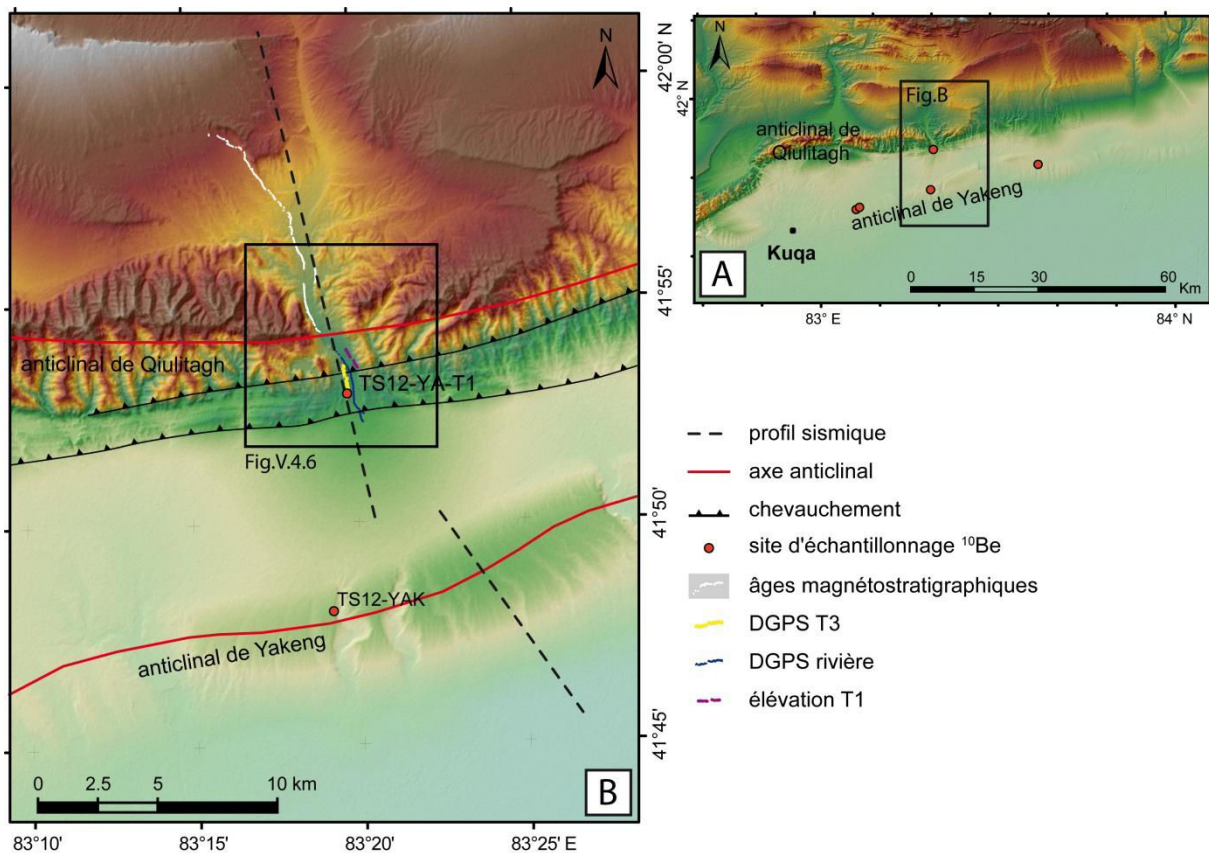 N
42°00' N
41°55'
41°50'
41°45'
anticlinal de Qiulitagh
TS12-YA-T1
Fig.V.4.6
TS12-YAK
anticlinal de Yakeng
0 2.5 5 10 km
B
83°10' 83°15' 83°20' 83°25' E
N
42° N
Fig.B
anticlinal de
Qiulitagh
anticlinal de Yakeng
Kuqa
A
0 15 30 60
Km
83° E 84° N
profil sismique
axe anticlinal
chevauchement
site d'échantillonnage ¹⁰Be
âges magnétostratigraphiques
DGPS T3
DGPS rivière
élévation T1